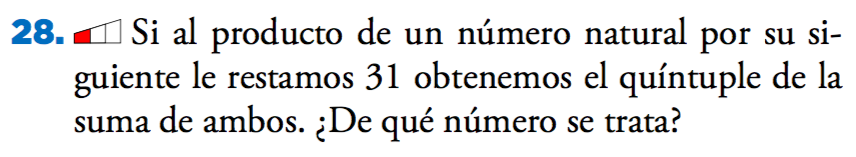 28. Si al producto de un número natural por su si-
guiente le restamos 31 obtenemos el quíntuple de la
suma de ambos. ¿De qué número se trata?